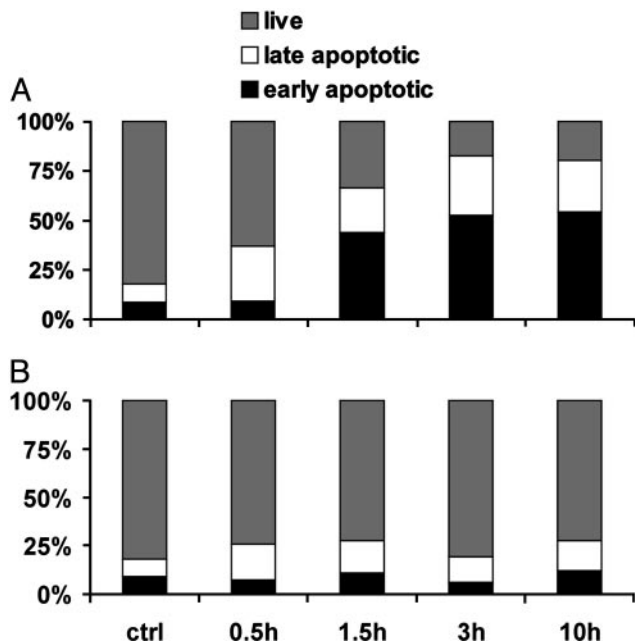 live
late apoptotic
early apoptotic
A
100%
75%
50%
25%
0%
B
100%
75%
50%
25%
0%
ctrl 0.5h 1.5h 3h 10h